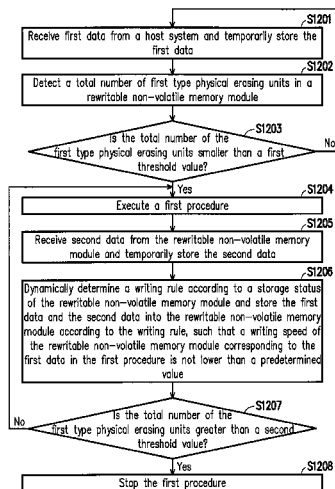 S1201
Receive first data from a host system and temporarily store
the first data
S1202
Detect a total number of first type physical erasing units in a
rewritable non-volatile memory module
S1203
Is the total number of the
first type physical erasing units smaller than a first
threshold value?
No
Yes
S1204
Execute a first procedure
S1205
Receive second data from the rewritable non-volatile memory
module and temporarily store the second data
S1206
Dynamically determine a writing rule according to a storage status
of the rewritable non-volatile memory module and store the
first data and the second data into the rewritable non-volatile
memory module according to the writing rule, such that a writing speed of
the rewritable non-volatile memory module corresponding to
the first data in the first procedure is not lower than a predetermined
value
S1207
No
Is the total number of the
first type physical erasing units greater than a second
threshold value?
Yes
S1208
Stop the first procedure